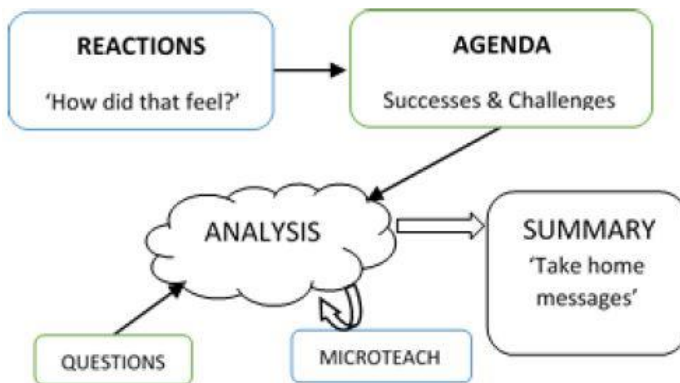 REACTIONS
‘How did that feel?’
AGENDA
Successes & Challenges
ANALYSIS
SUMMARY
‘Take home
messages’
QUESTIONS
MICROTEACH